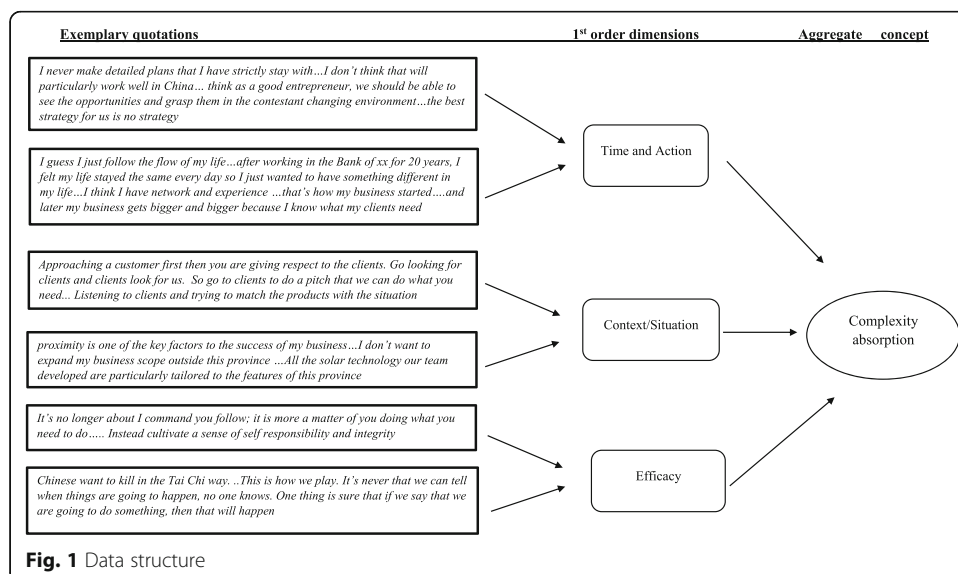 Exemplary quotations 1st order dimensions Aggregate concept
I never make detailed plans that I have strictly stay with…I don’t think that will
particularly work well in China… think as a good entrepreneur, we should be able to
see the opportunities and grasp them in the contestant changing environment…the best
strategy for us is no strategy
Time and Action
I guess I just follow the flow of my life…after working in the Bank of xx for 20 years, I
felt my life stayed the same every day so I just wanted to have something different in
my life…I think I have network and experience …that’s how my business started….and
later my business gets bigger and bigger because I know what my clients need
Approaching a customer first then you are giving respect to the clients. Go looking for
clients and clients look for us. So go to clients to do a pitch that we can do what you
need... Listening to clients and trying to match the products with the situation
Context/Situation
Complexity
absorption
proximity is one of the key factors to the success of my business…I don’t want to
expand my business scope outside this province …All the solar technology our team
developed are particularly tailored to the features of this province
It’s no longer about I command you follow; it is more a matter of you doing what you
need to do….. Instead cultivate a sense of self responsibility and integrity
Efficacy
Chinese want to kill in the Tai Chi way. ..This is how we play. It’s never that we can tell
when things are going to happen, no one knows. One thing is sure that if we say that we
are going to do something, then that will happen
Fig. 1 Data structure